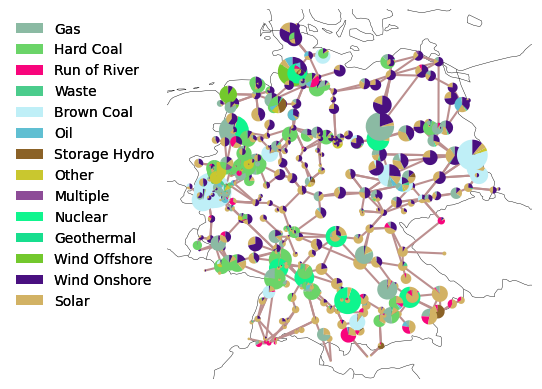 Gas
Hard Coal
Run of River
Waste
Brown Coal
Oil
Storage Hydro
Other
Multiple
Nuclear
Geothermal
Wind Offshore
Wind Onshore
Solar